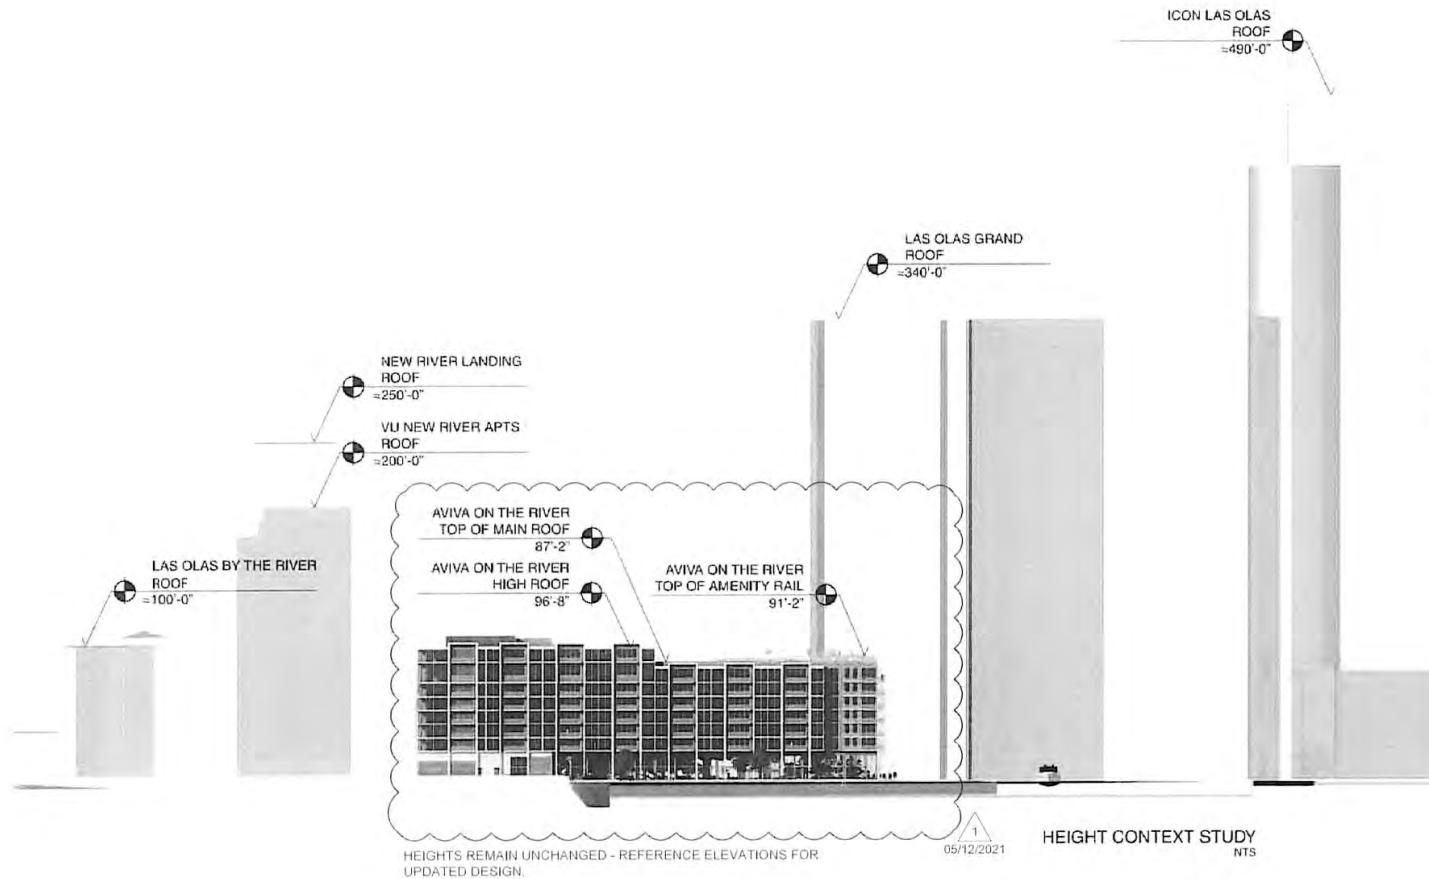 ICON LAS OLAS
ROOF
≈490'-0"
LAS OLAS GRAND
ROOF
≈340'-0"
NEW RIVER LANDING
ROOF
≈250'-0"
VU NEW RIVER APTS
ROOF
≈200'-0"
AVIVA ON THE RIVER
TOP OF MAIN ROOF
87'-2"
LAS OLAS BY THE RIVER
ROOF
≈100'-0"
AVIVA ON THE RIVER
HIGH ROOF
96'-8"
AVIVA ON THE RIVER
TOP OF AMENITY RAIL
91'-2"
1
05/12/2021
HEIGHT CONTEXT STUDY
NTS
HEIGHTS REMAIN UNCHANGED - REFERENCE ELEVATIONS FOR
UPDATED DESIGN.